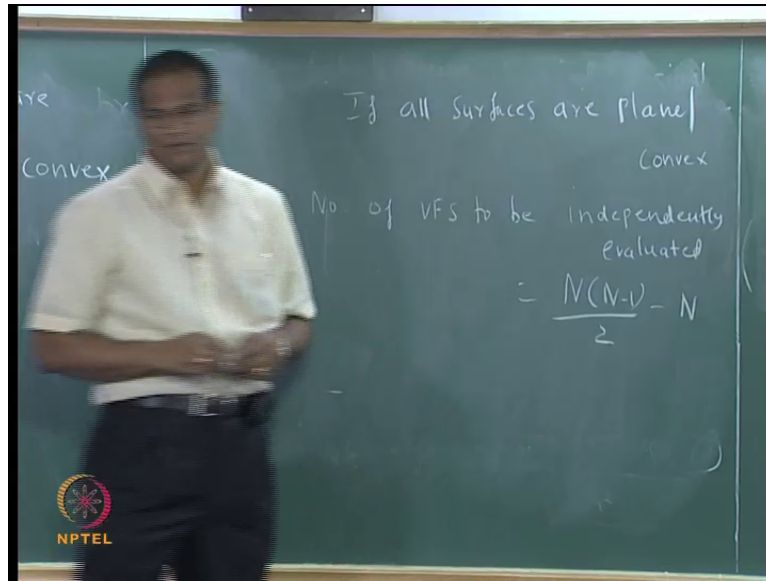 are
convex
If all surfaces are plane/
convex
No. of VFS to be independently
evaluated
= N(N-1)/2 - N
NPTEL